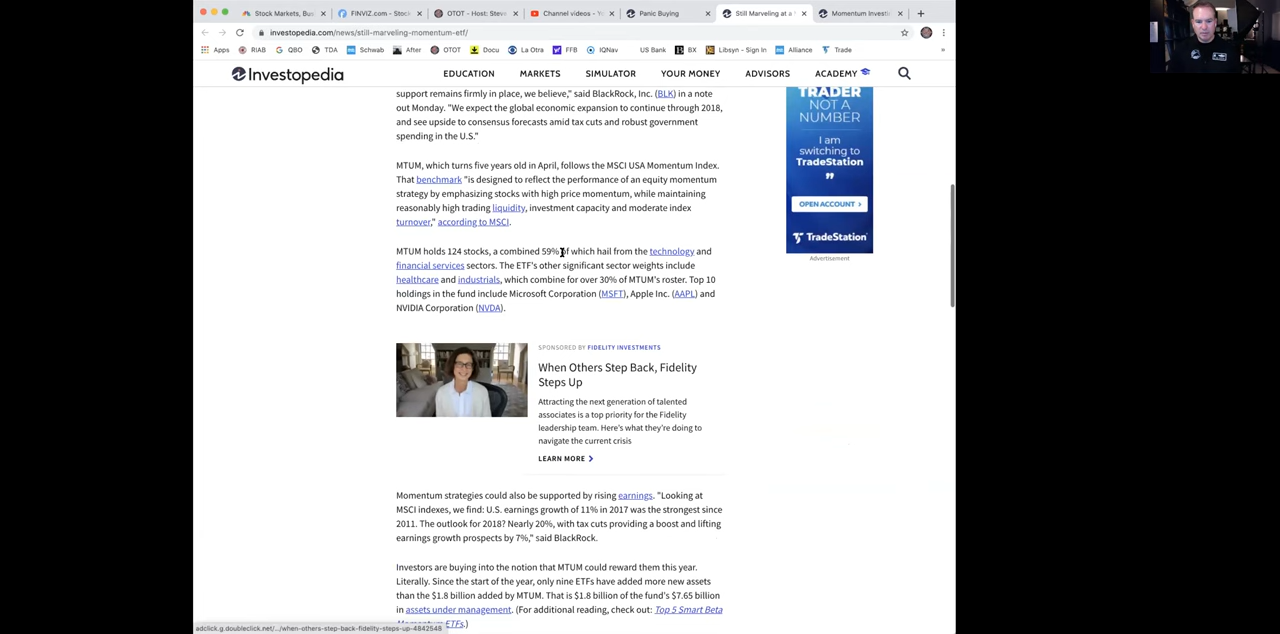 Stock Markets, Bus
FINVIZ.com - Stock
OTOT - Host: Steve
Channel videos - Yo
Panic Buying
Still Marveling at a
Momentum Investi
investopedia.com/news/still-marveling-momentum-etf/
Apps RIAB QBO TDA Schwab After OTOT Docu La Otra FFB IQNav US Bank BX Libsyn - Sign In Alliance Trade »
Investopedia
EDUCATION MARKETS SIMULATOR YOUR MONEY ADVISORS ACADEMY
support remains firmly in place, we believe," said BlackRock, Inc. (BLK) in a note
out Monday. "We expect the global economic expansion to continue through 2018,
and see upside to consensus forecasts amid tax cuts and robust government
spending in the U.S."
MTUM, which turns five years old in April, follows the MSCI USA Momentum Index.
That benchmark "is designed to reflect the performance of an equity momentum
strategy by emphasizing stocks with high price momentum, while maintaining
reasonably high trading liquidity, investment capacity and moderate index
turnover," according to MSCI.
MTUM holds 124 stocks, a combined 59% of which hail from the technology and
financial services sectors. The ETF's other significant sector weights include
healthcare and industrials, which combine for over 30% of MTUM's roster. Top 10
holdings in the fund include Microsoft Corporation (MSFT), Apple Inc. (AAPL) and
NVIDIA Corporation (NVDA).
SPONSORED BY FIDELITY INVESTMENTS
When Others Step Back, Fidelity
Steps Up
Attracting the next generation of talented
associates is a top priority for the Fidelity
leadership team. Here's what they're doing to
navigate the current crisis
LEARN MORE
Momentum strategies could also be supported by rising earnings. "Looking at
MSCI indexes, we find: U.S. earnings growth of 11% in 2017 was the strongest since
2011. The outlook for 2018? Nearly 20%, with tax cuts providing a boost and lifting
earnings growth prospects by 7%," said BlackRock.
Investors are buying into the notion that MTUM could reward them this year.
Literally. Since the start of the year, only nine ETFs have added more new assets
than the $1.8 billion added by MTUM. That is $1.8 billion of the fund's $7.65 billion
in assets under management. (For additional reading, check out: Top 5 Smart Beta
Momentum ETFs.)
TRADER
NOT A
NUMBER
I am
switching to
TradeStation
"
OPEN ACCOUNT
TradeStation
Advertisement
adclick.g.doubleclick.net/.../when-others-step-back-fidelity-steps-up-4842548